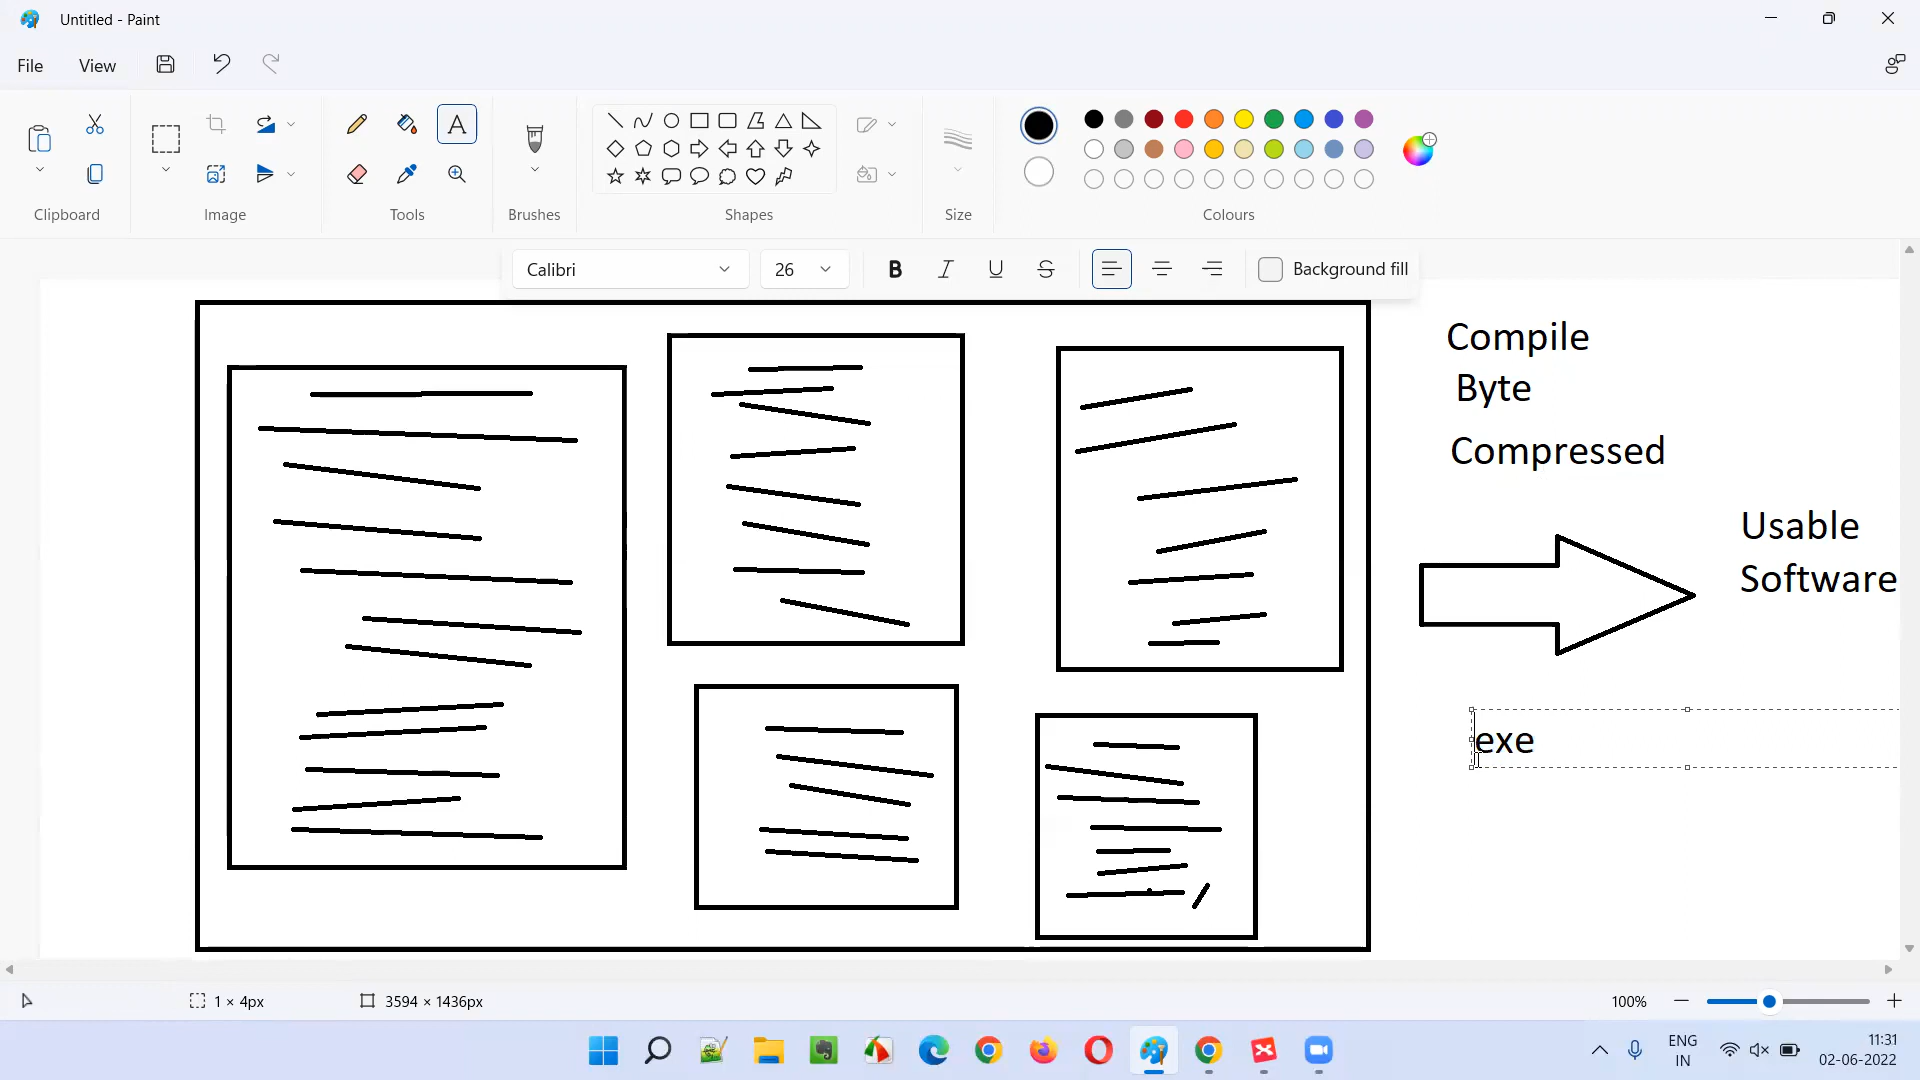 Untitled - Paint
File
View
Clipboard
Image
Tools
Brushes
Shapes
Size
Colours
Calibri
26
B
I
U
S
Background fill
Compile
Byte
Compressed
Usable
Software
exe
1 × 4px
3594 × 1436px
100%
ENG
IN
11:31
02-06-2022